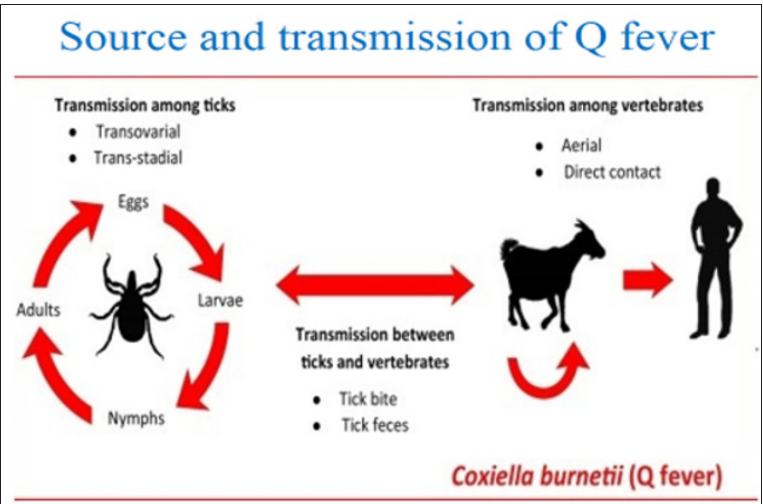 Source and transmission of Q fever
Transmission among ticks
• Transovarial
• Trans-stadial
Transmission among vertebrates
• Aerial
• Direct contact
Eggs
Larvae
Nymphs
Adults
Transmission between
ticks and vertebrates
• Tick bite
• Tick feces
Coxiella burnetii (Q fever)